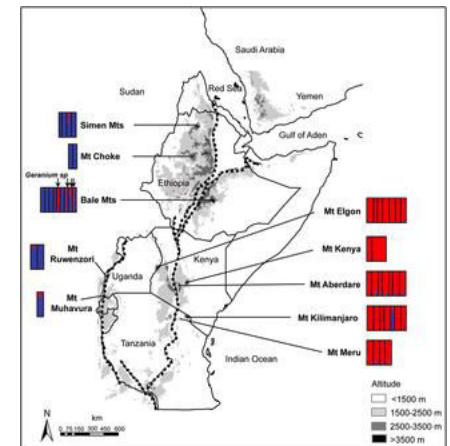 Saudi Arabia
Sudan
Red Sea
Yemen
Simen Mts
Gulf of Aden
Mt Choke
Geranium sp
Ethiopia
Bale Mts
Mt Elgon
Mt
Ruwenzori
Uganda
Kenya
Mt Kenya
Mt Aberdare
Mt
Muhavura
Mt Kilimanjaro
Tanzania
Mt Meru
Indian Ocean
Altitude
<1500 m
1500-2500 m
2500-3500 m
>3500 m
N
km
0 75 150 300 450 600